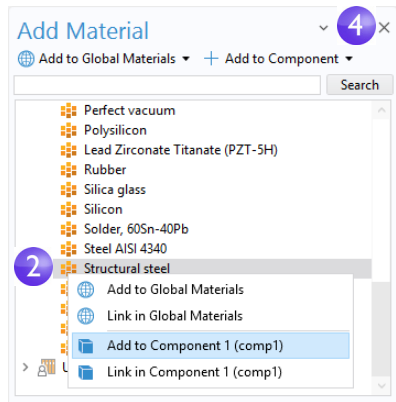 Add Material
4
Add to Global Materials
Add to Component
Search
Perfect vacuum
Polysilicon
Lead Zirconate Titanate (PZT-5H)
Rubber
Silica glass
Silicon
Solder, 60Sn-40Pb
Steel AISI 4340
2
Structural steel
Add to Global Materials
Link in Global Materials
Add to Component 1 (comp1)
Link in Component 1 (comp1)